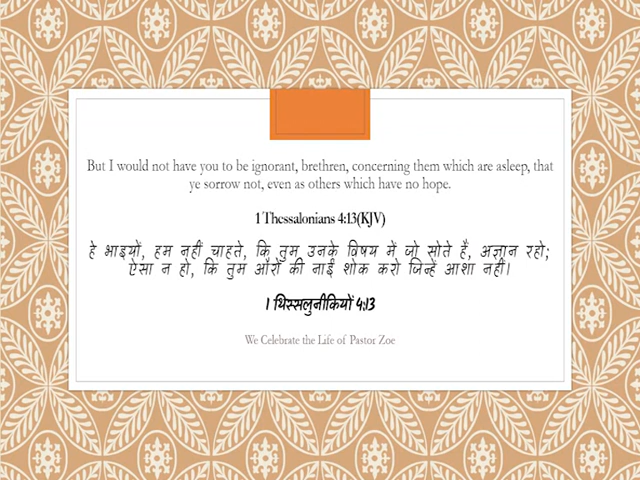 But I would not have you to be ignorant, brethren, concerning them which are asleep, that
ye sorrow not, even as others which have no hope.
1 Thessalonians 4:13(KJV)
हे भाइयों, हम नहीं चाहते, कि तुम उनके विषय में जो सोते हैं, अज्ञान रहो;
ऐसा न हो, कि तुम औरों की नाईं शोक करो जिन्हें आशा नहीं।
1 थिस्सलुनीकियों 4:13
We Celebrate the Life of Pastor Zoe